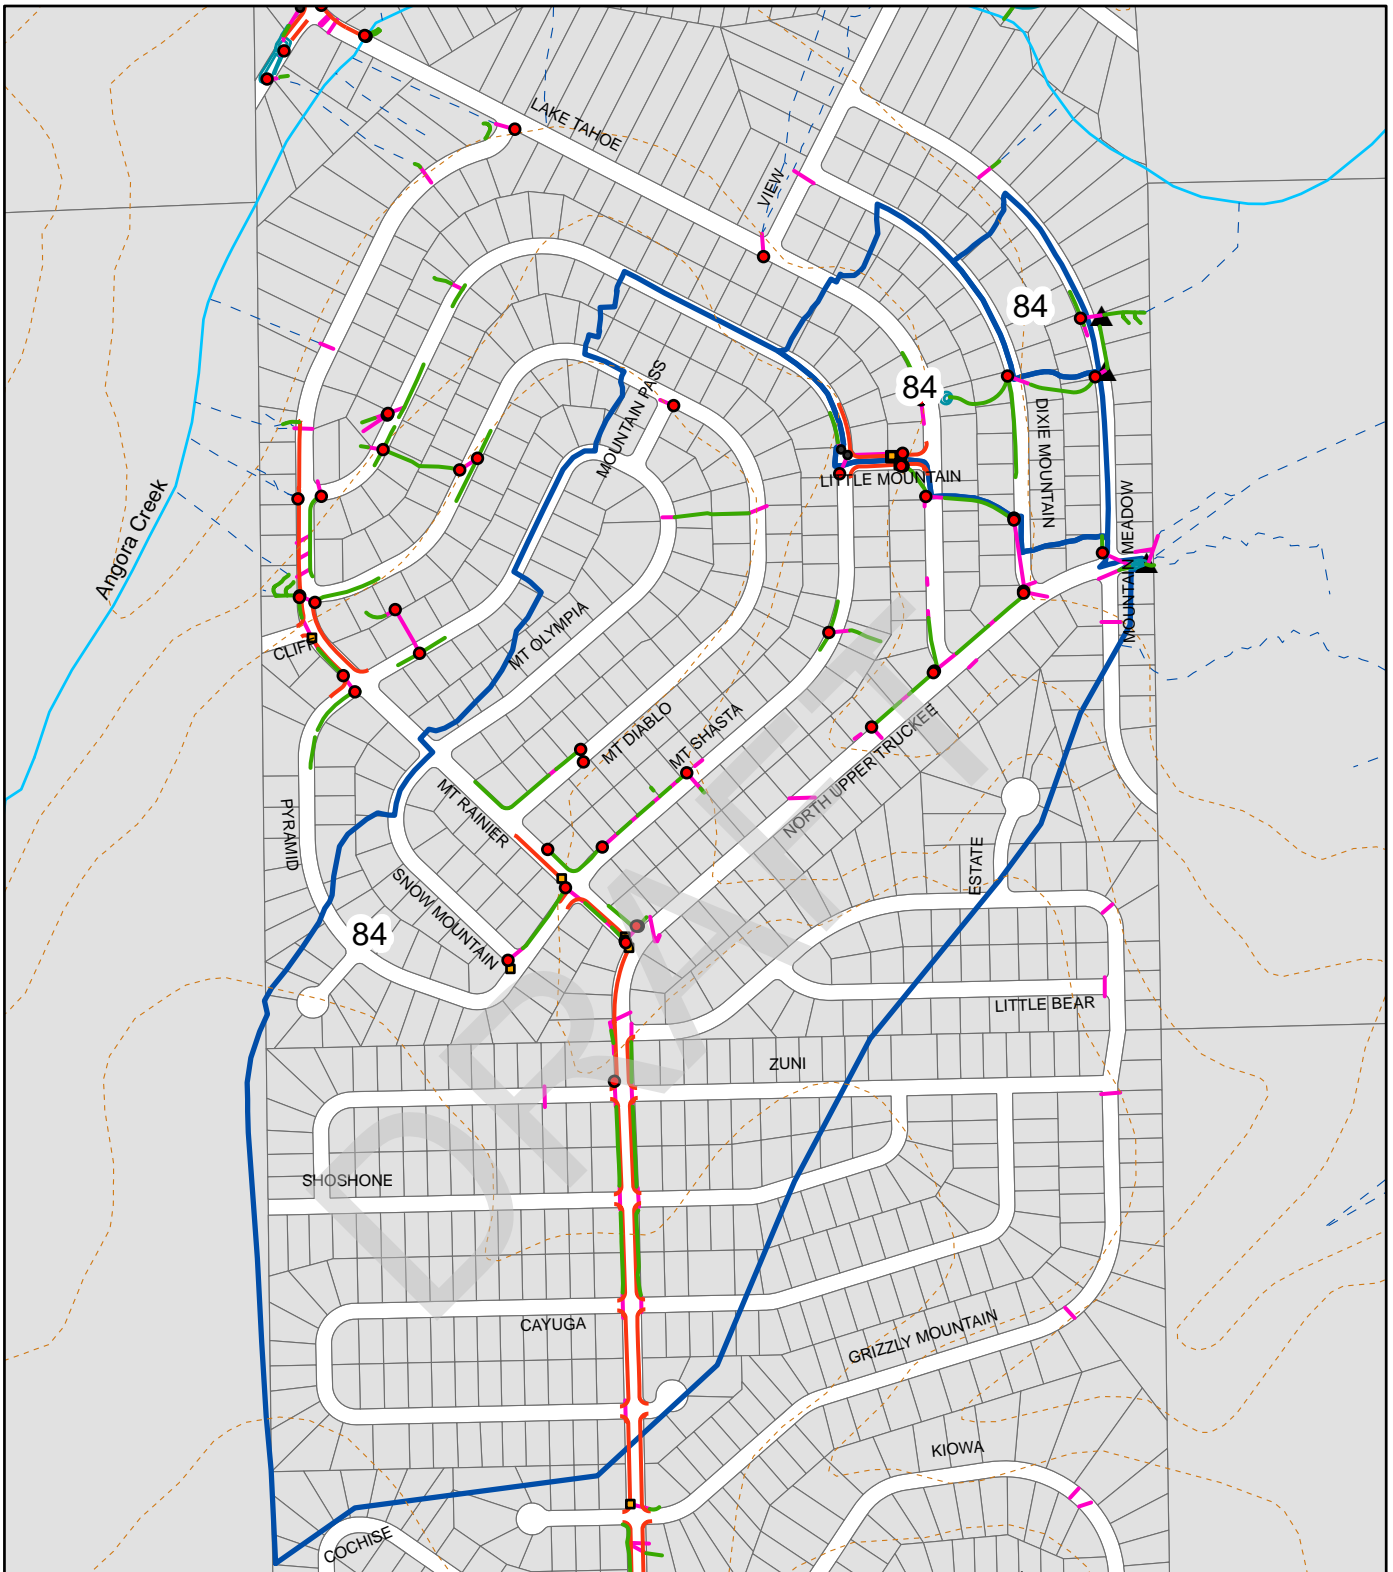 LAKE TAHOE
VIEW
84
84
MOUNTAIN PASS
DIXIE MOUNTAIN
LITTLE MOUNTAIN
MOUNTAIN MEADOW
Angora Creek
CLIFF
MT OLYMPIA
MT DIABLO
MT SHASTA
NORTH UPPER TRUCKEE
MT RAINIER
PYRAMID
ESTATE
SNOW MOUNTAIN
84
LITTLE BEAR
ZUNI
SHOSHONE
CAYUGA
GRIZZLY MOUNTAIN
KIOWA
COCHISE
DRAFT